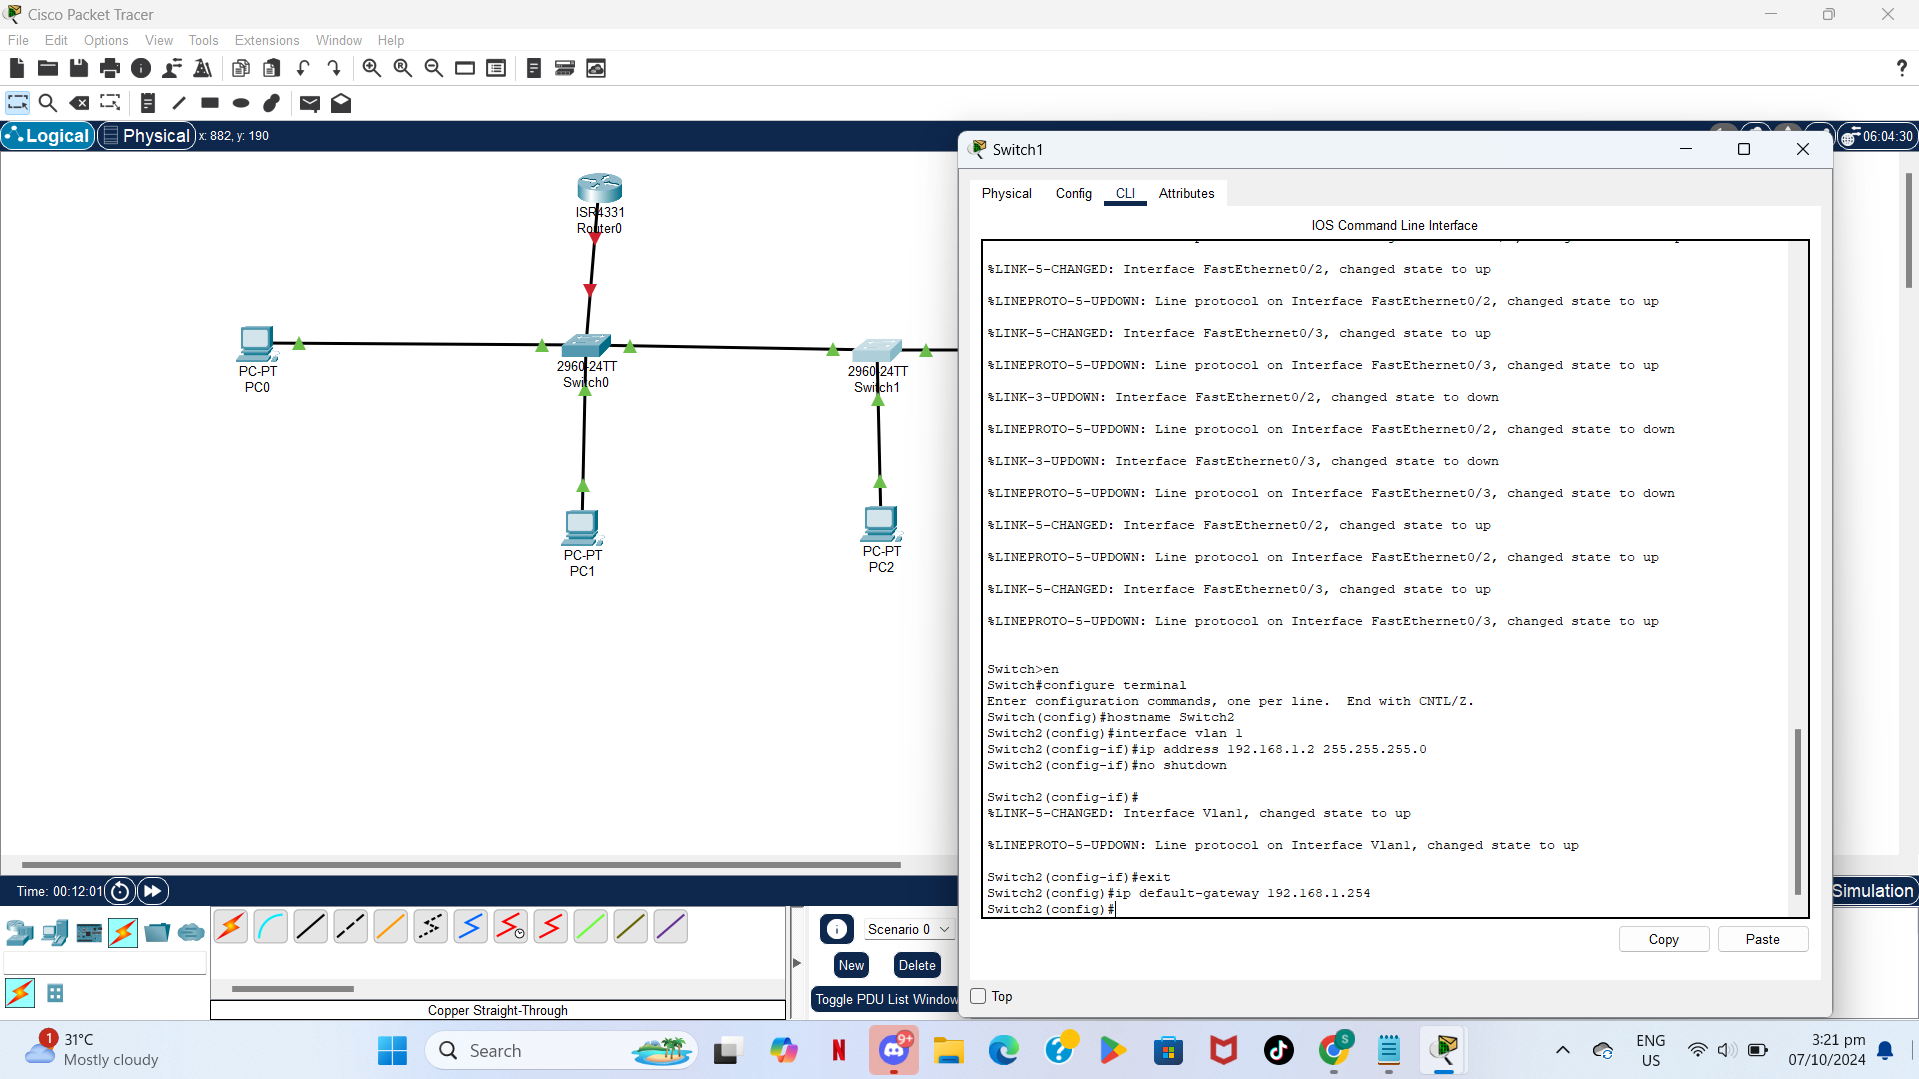 Cisco Packet Tracer
File Edit Options View Tools Extensions Window Help
?
Logical Physical x: 882, y: 190
06:04:30
ISR4331
Router0
PC-PT
PC0
2960-24TT
Switch0
2960-24TT
Switch1
PC-PT
PC1
PC-PT
PC2
Switch1
Physical Config CLI Attributes
IOS Command Line Interface
%LINK-5-CHANGED: Interface FastEthernet0/2, changed state to up
%LINEPROTO-5-UPDOWN: Line protocol on Interface FastEthernet0/2, changed state to up
%LINK-5-CHANGED: Interface FastEthernet0/3, changed state to up
%LINEPROTO-5-UPDOWN: Line protocol on Interface FastEthernet0/3, changed state to up
%LINK-3-UPDOWN: Interface FastEthernet0/2, changed state to down
%LINEPROTO-5-UPDOWN: Line protocol on Interface FastEthernet0/2, changed state to down
%LINK-3-UPDOWN: Interface FastEthernet0/3, changed state to down
%LINEPROTO-5-UPDOWN: Line protocol on Interface FastEthernet0/3, changed state to down
%LINK-5-CHANGED: Interface FastEthernet0/2, changed state to up
%LINEPROTO-5-UPDOWN: Line protocol on Interface FastEthernet0/2, changed state to up
%LINK-5-CHANGED: Interface FastEthernet0/3, changed state to up
%LINEPROTO-5-UPDOWN: Line protocol on Interface FastEthernet0/3, changed state to up
Switch>en
Switch#configure terminal
Enter configuration commands, one per line. End with CNTL/Z.
Switch(config)#hostname Switch2
Switch2(config)#interface vlan 1
Switch2(config-if)#ip address 192.168.1.2 255.255.255.0
Switch2(config-if)#no shutdown
Switch2(config-if)#
%LINK-5-CHANGED: Interface Vlan1, changed state to up
%LINEPROTO-5-UPDOWN: Line protocol on Interface Vlan1, changed state to up
Switch2(config-if)#exit
Switch2(config)#ip default-gateway 192.168.1.254
Switch2(config)#
Copy Paste
Top
Time: 00:12:01
Simulation
Scenario 0
New Delete
Toggle PDU List Window
Copper Straight-Through
1
31°C
Mostly cloudy
Search
9+
S
ENG
US
3:21 pm
07/10/2024